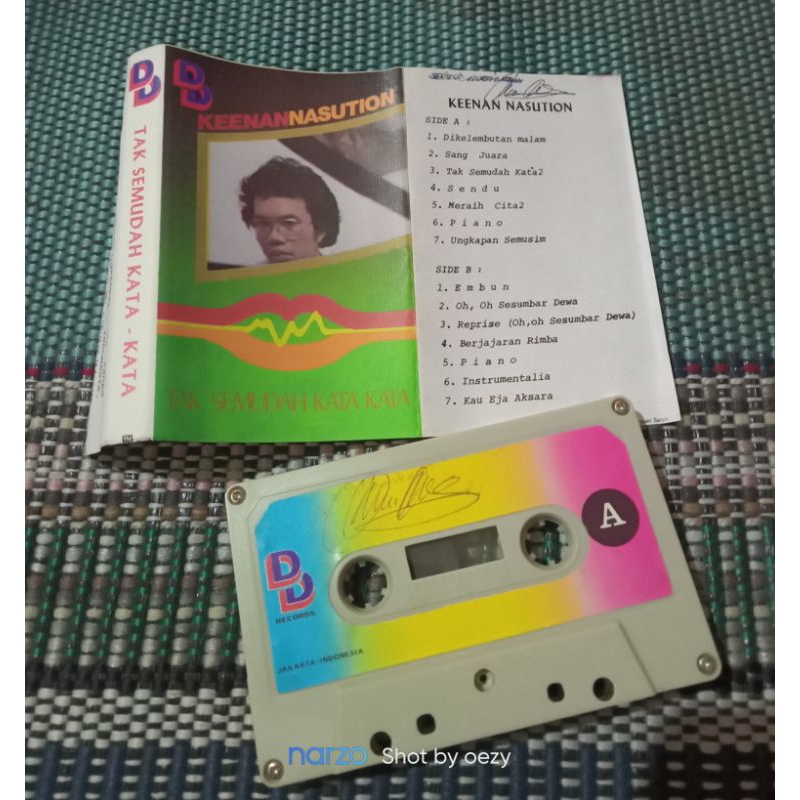 DD
TAK SEMUDAH KATA - KATA
DD
KEENAN NASUTION
TAK SEMUDAH KATA KATA
KEENAN NASUTION
SIDE A :
1. Dikelembutan malam
2. Sang Juara
3. Tak Semudah Kata2
4. S e n d u
5. Meraih Cita2
6. P i a n o
7. Ungkapan Semusim
SIDE B :
1. E m b u n
2. Oh, Oh Sesumbar Dewa
3. Reprise (Oh,oh Sesumbar Dewa)
4. Berjajaran Rimba
5. P i a n o
6. Instrumentalia
7. Kau Eja Aksara
A
DD
RECORDS
JAKARTA-INDONESIA
narzo Shot by oezy